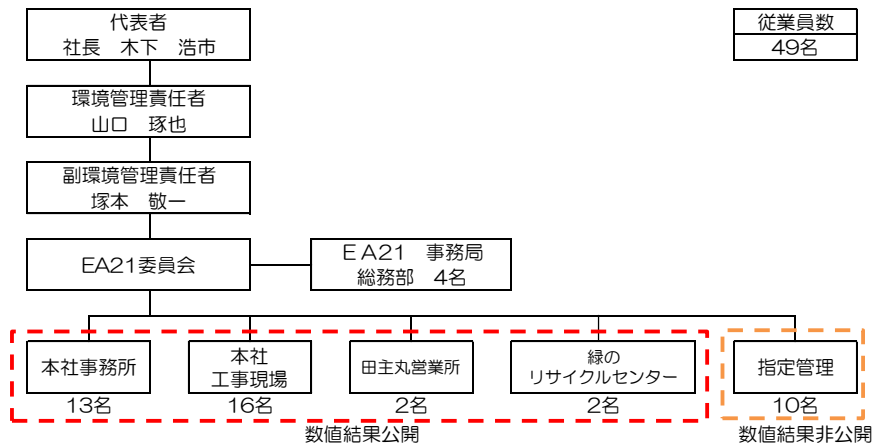 代表者
社長　木下　浩市
従業員数
49名
環境管理責任者
山口　琢也
副環境管理責任者
塚本　敬一
EA21委員会
ＥＡ21　事務局
総務部　4名
本社事務所
本社
工事現場
田主丸営業所
緑の
リサイクルセンター
指定管理
13名
16名
2名
2名
10名
数値結果公開
数値結果非公開